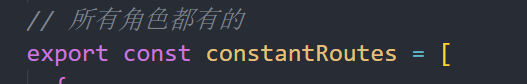 // 所有角色都有的
export const constantRoutes = [
{